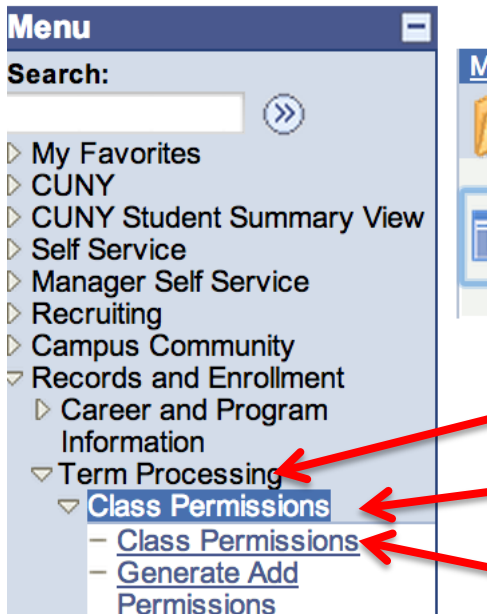 Menu
Search:
My Favorites
CUNY
CUNY Student Summary View
Self Service
Manager Self Service
Recruiting
Campus Community
Records and Enrollment
Career and Program
Information
Term Processing
Class Permissions
Class Permissions
Generate Add
Permissions